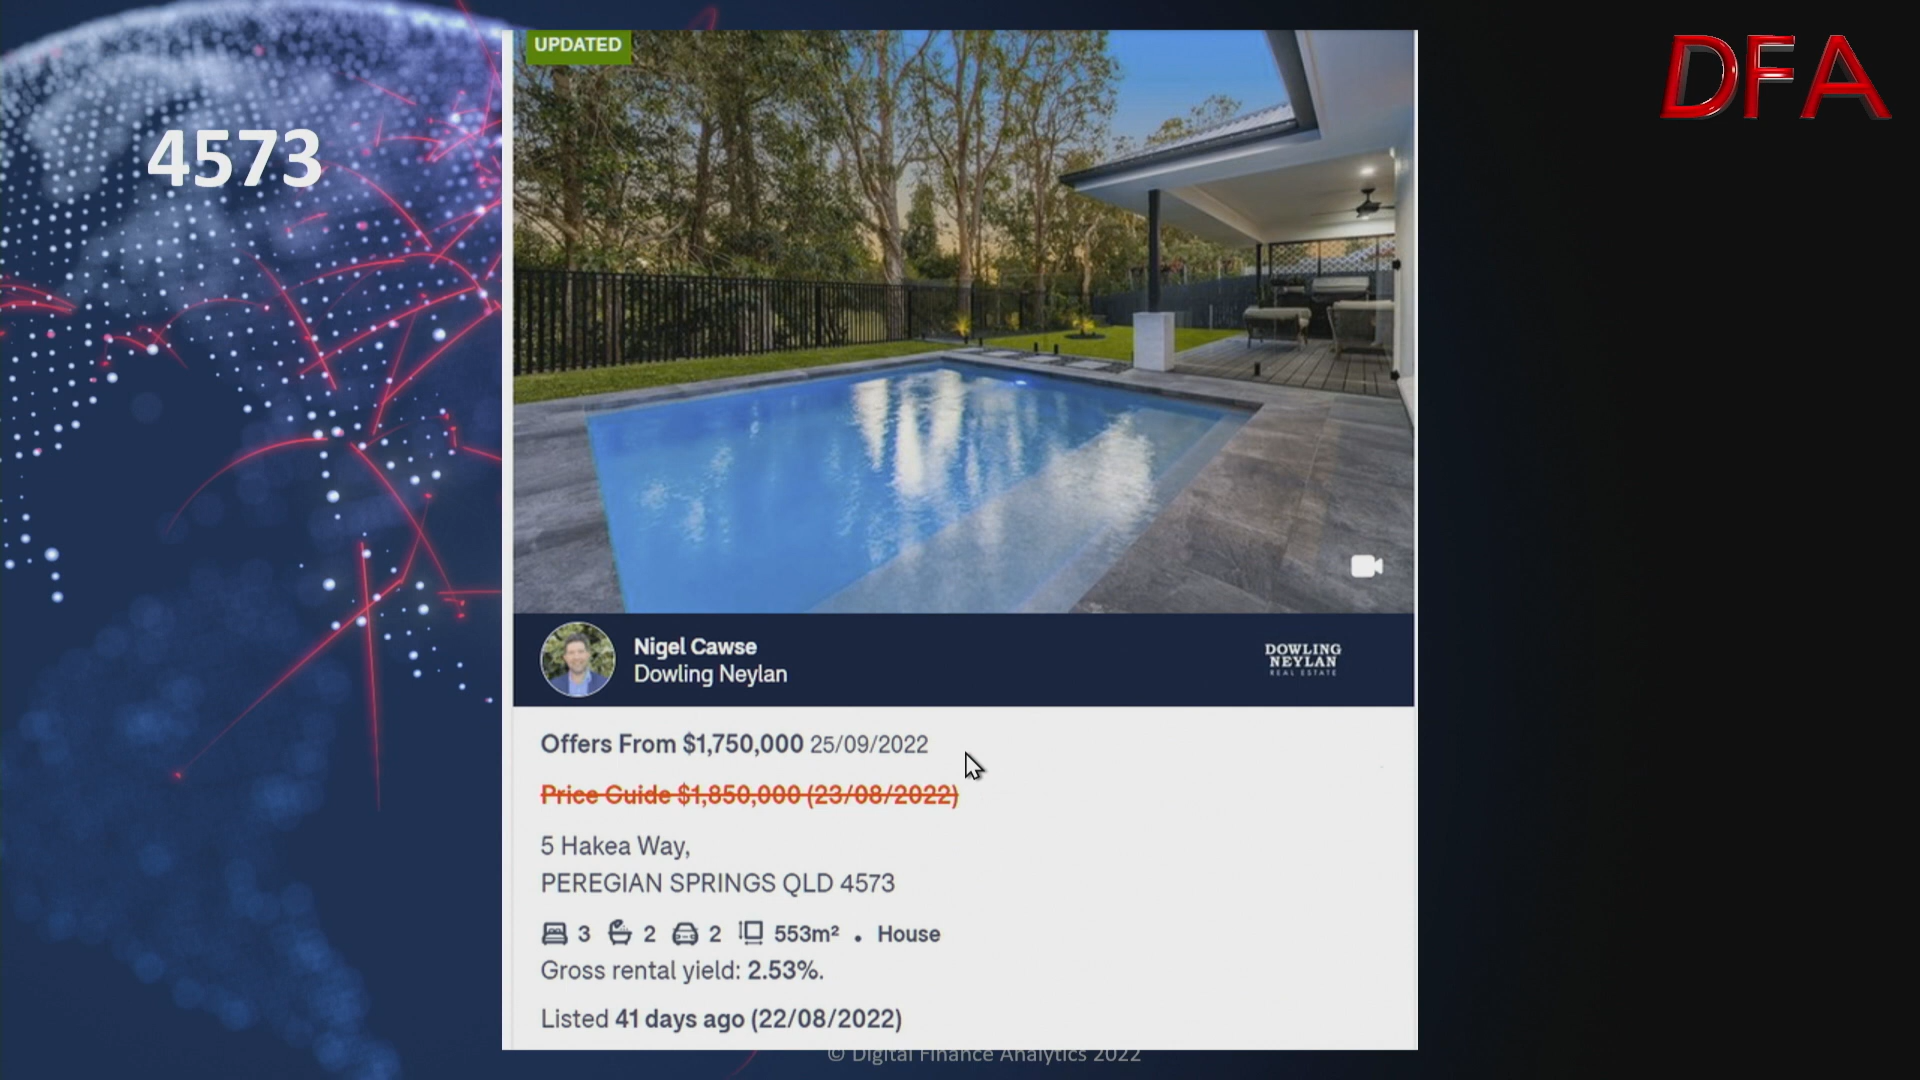 UPDATED
DFA
4573
Nigel Cawse
Dowling Neylan
DOWLING
NEYLAN
REAL ESTATE
Offers From $1,750,000 25/09/2022
Price Guide $1,850,000 (23/08/2022)
5 Hakea Way,
PEREGIAN SPRINGS QLD 4573
3 2 2 553m² . House
Gross rental yield: 2.53%.
Listed 41 days ago (22/08/2022)
© Digital Finance Analytics 2022